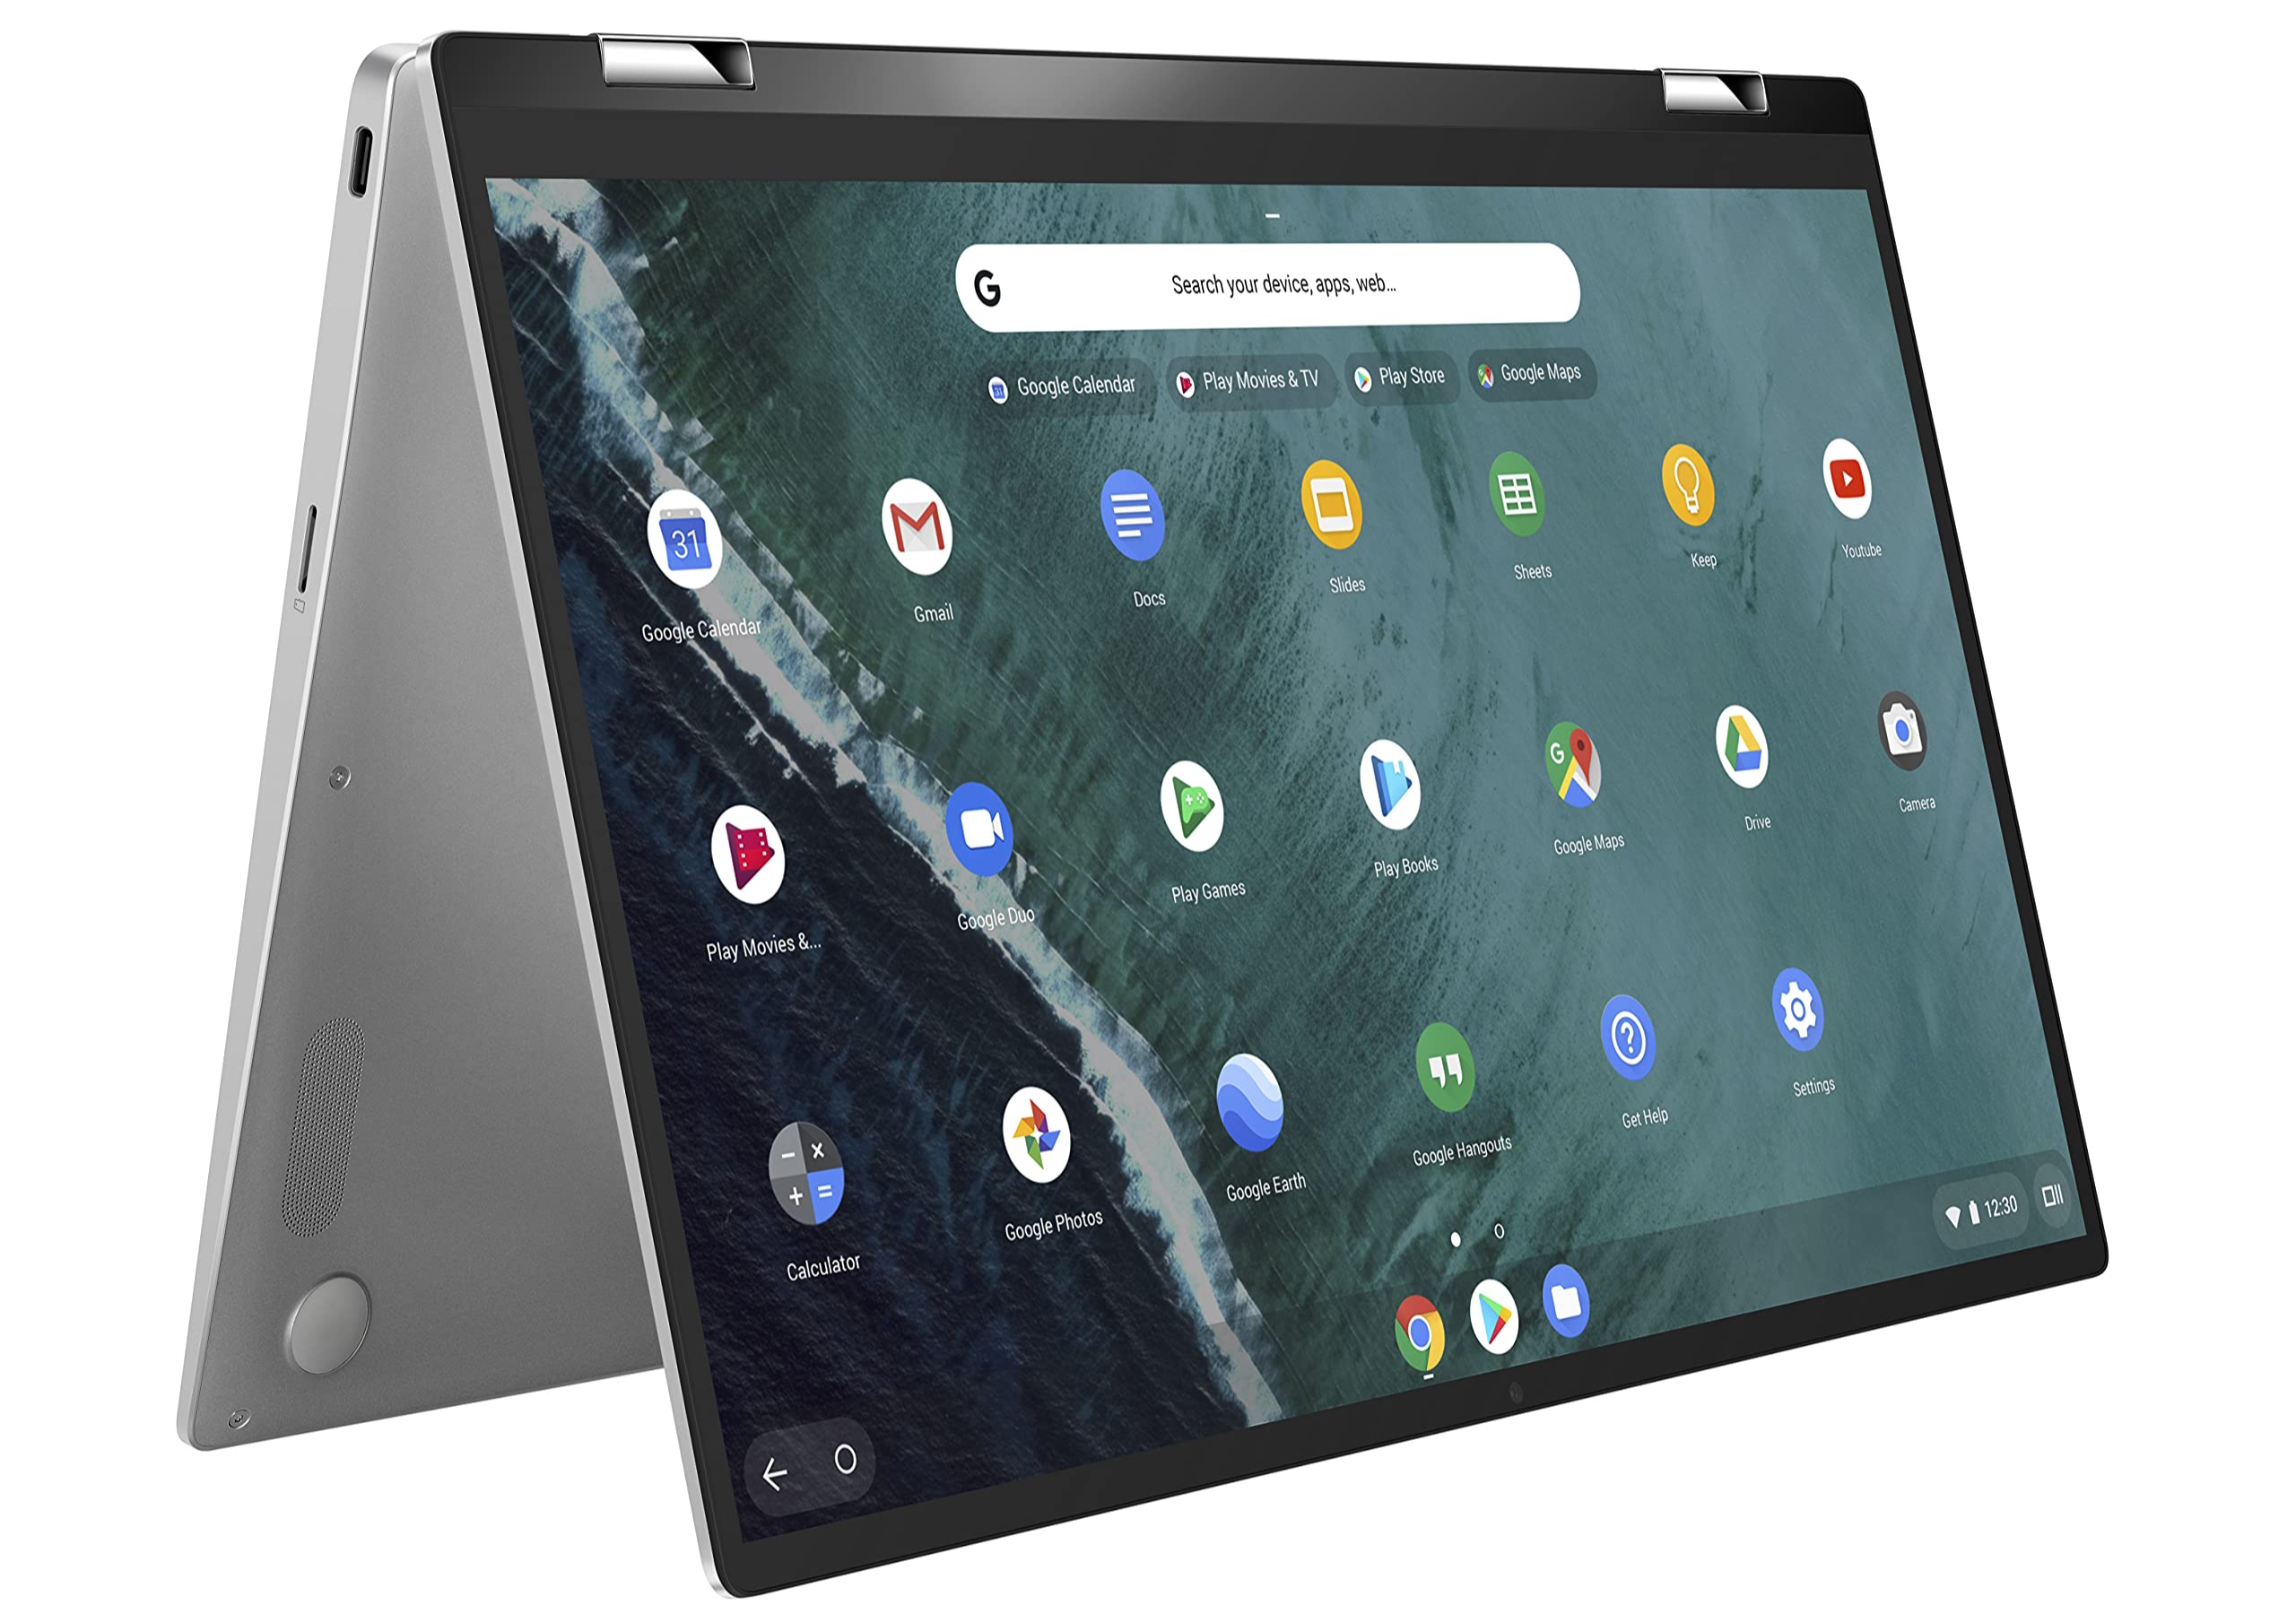 G Search your device, apps, web...
31 Google Calendar Play Movies & TV Play Store G Google Maps
31
Google Calendar Gmail Docs Slides Sheets Keep Youtube
G
Play Movies &... Google Duo Play Games Play Books Google Maps Drive Camera
− × + =
?
Calculator Google Photos Google Earth Google Hangouts Get Help Settings
12:30